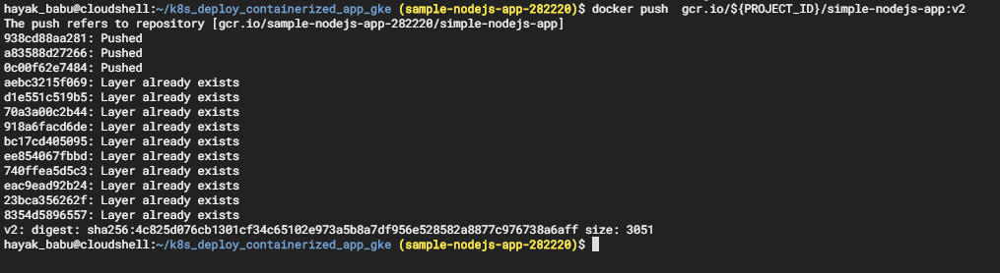 hayak_babu@cloudshell:~/k8s_deploy_containerized_app_gke (sample-nodejs-app-282220)$ docker push  gcr.io/${PROJECT_ID}/simple-nodejs-app:v2
The push refers to repository [gcr.io/sample-nodejs-app-282220/simple-nodejs-app]
938cd88aa281: Pushed
a83588d27266: Pushed
0c00f62e7484: Pushed
aebc3215f069: Layer already exists
d1e551c519b5: Layer already exists
70a3a00c2b44: Layer already exists
918a6facd6de: Layer already exists
bc17cd405095: Layer already exists
ee854067fbbd: Layer already exists
740ffea5d5c3: Layer already exists
eac9ead92b24: Layer already exists
23bca356262f: Layer already exists
8354d5896557: Layer already exists
v2: digest: sha256:4c825d076cb1301cf34c65102e973a5b8a7df956e528582a8877c976738a6aff size: 3051
hayak_babu@cloudshell:~/k8s_deploy_containerized_app_gke (sample-nodejs-app-282220)$